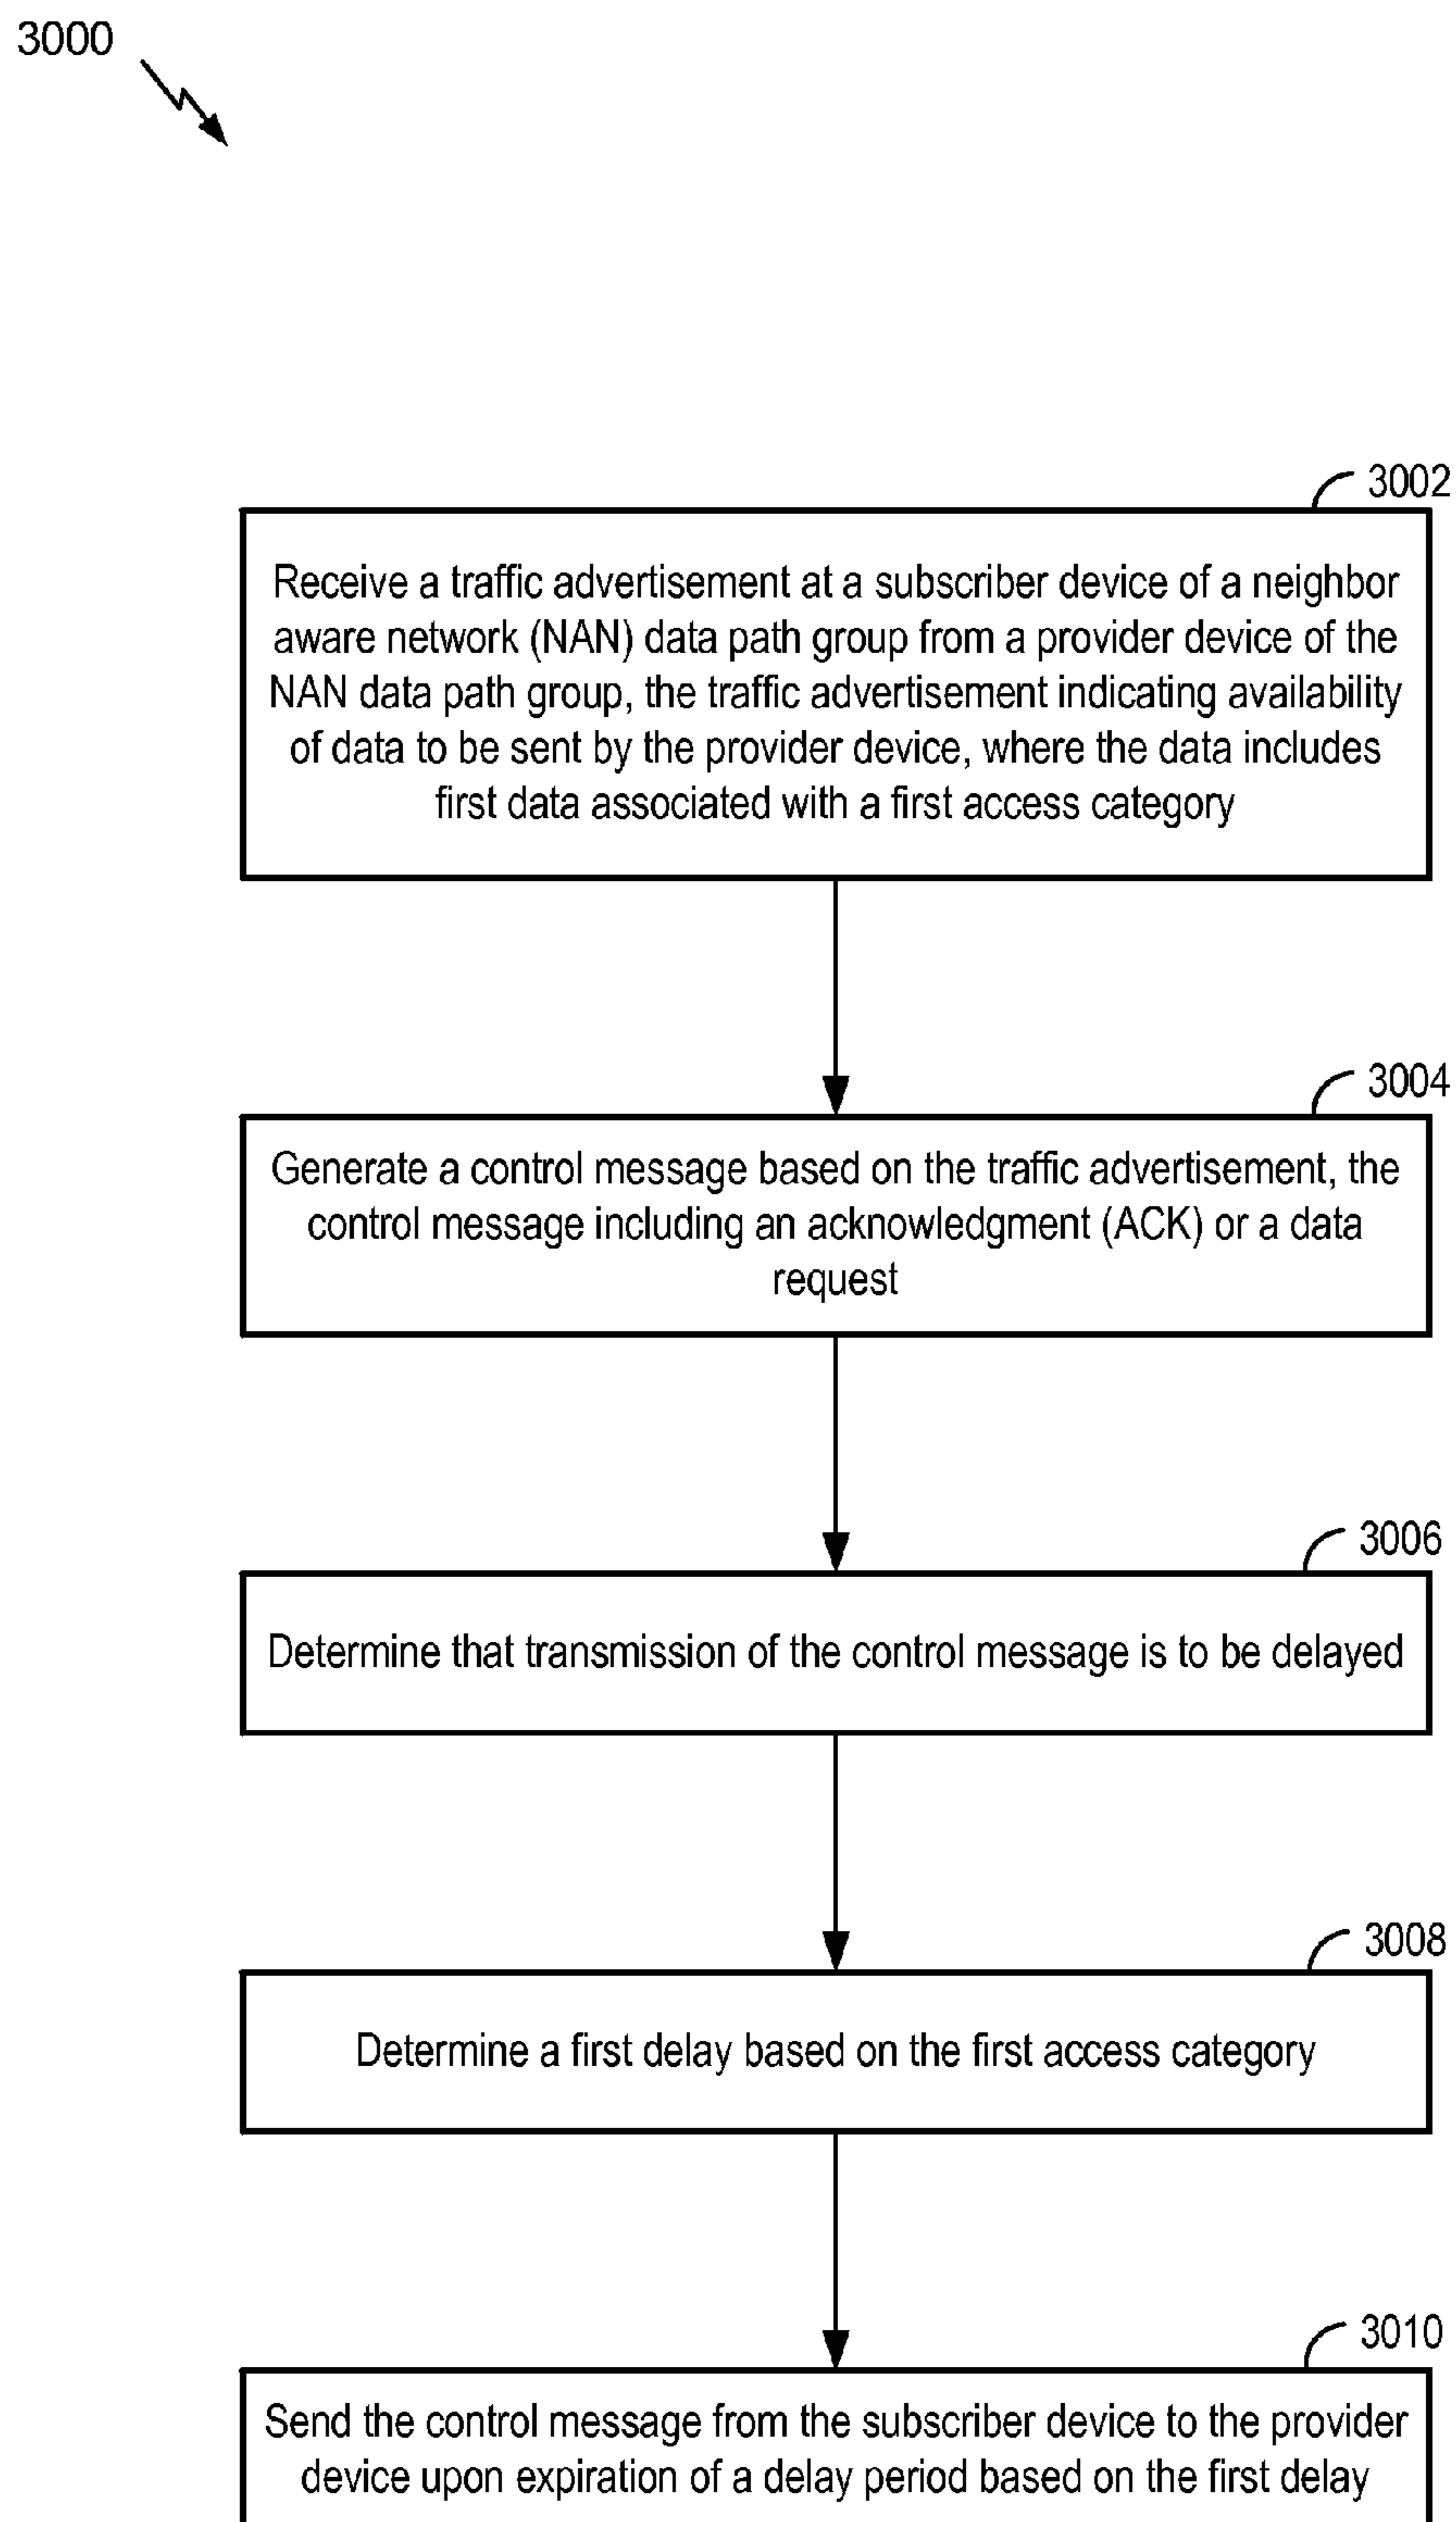 3000
3002
Receive a traffic advertisement at a subscriber device of a neighbor
aware network (NAN) data path group from a provider device of the
NAN data path group, the traffic advertisement indicating availability
of data to be sent by the provider device, where the data includes
first data associated with a first access category
3004
Generate a control message based on the traffic advertisement, the
control message including an acknowledgment (ACK) or a data
request
3006
Determine that transmission of the control message is to be delayed
3008
Determine a first delay based on the first access category
3010
Send the control message from the subscriber device to the provider
device upon expiration of a delay period based on the first delay